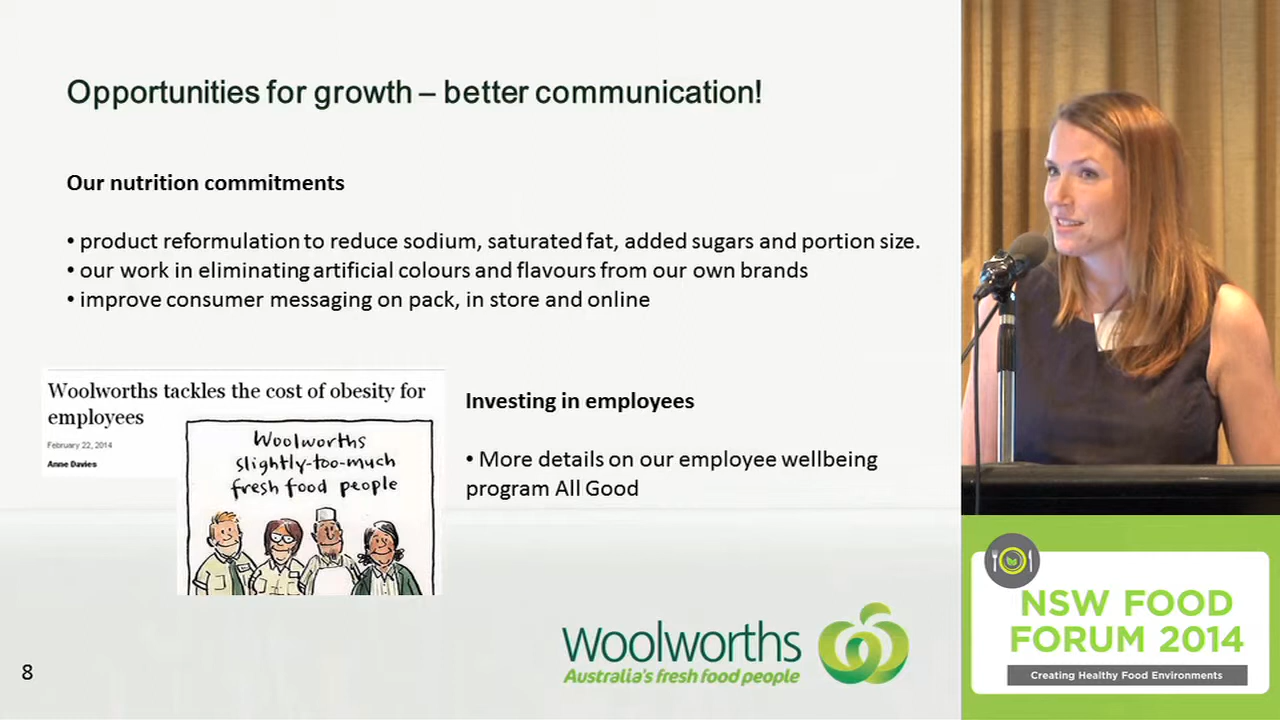 Opportunities for growth – better communication!
Our nutrition commitments
• product reformulation to reduce sodium, saturated fat, added sugars and portion size.
• our work in eliminating artificial colours and flavours from our own brands
• improve consumer messaging on pack, in store and online
Woolworths tackles the cost of obesity for
employees
February 22, 2014
Anne Davies
Woolworths
slightly-too-much
fresh food people
Investing in employees
• More details on our employee wellbeing
program All Good
Woolworths
Australia's fresh food people
8
NSW FOOD
FORUM 2014
Creating Healthy Food Environments